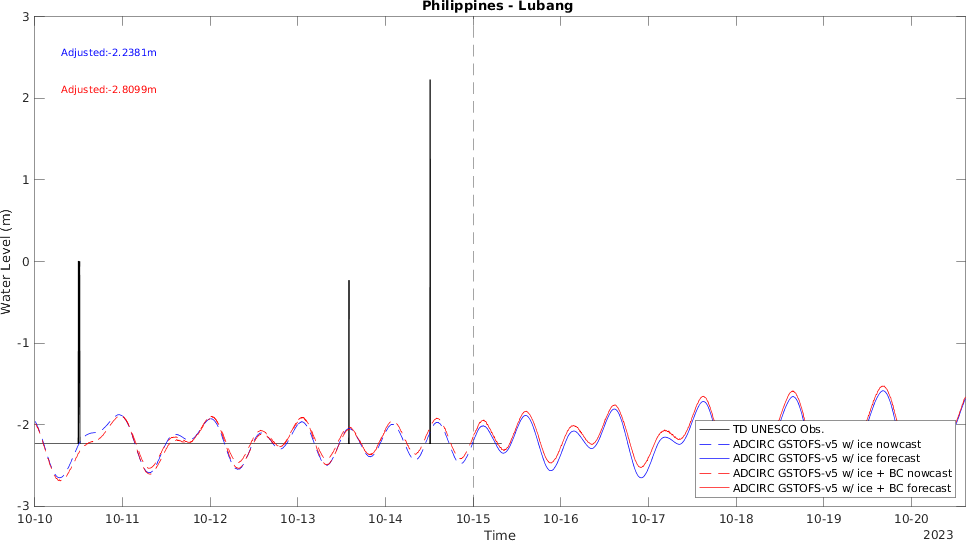 Philippines - Lubang
Adjusted:-2.2381m
Adjusted:-2.8099m
Water Level (m)
3
2
1
0
-1
-2
-3
TD UNESCO Obs.
ADCIRC GSTOFS-v5 w/ ice nowcast
ADCIRC GSTOFS-v5 w/ ice forecast
ADCIRC GSTOFS-v5 w/ ice + BC nowcast
ADCIRC GSTOFS-v5 w/ ice + BC forecast
10-10 10-11 10-12 10-13 10-14 10-15 10-16 10-17 10-18 10-19 10-20
Time
2023